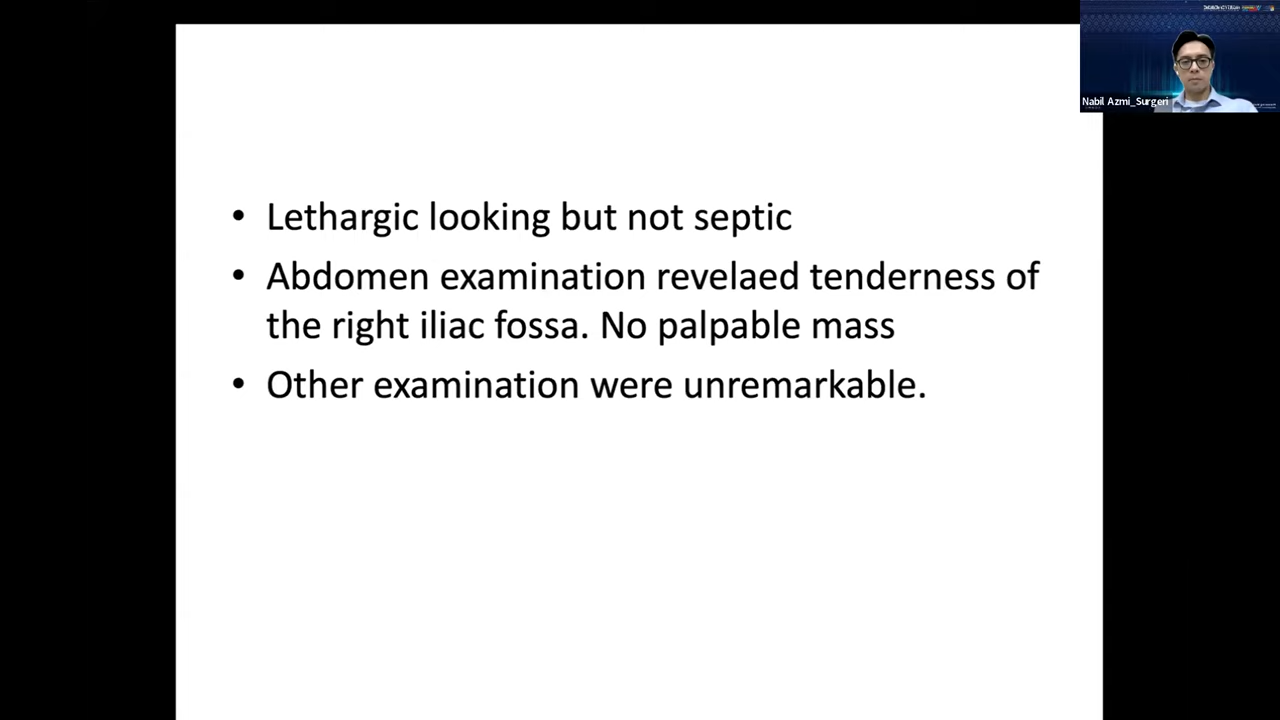 Nabil Azmi_Surgeri
• Lethargic looking but not septic
• Abdomen examination revelaed tenderness of
the right iliac fossa. No palpable mass
• Other examination were unremarkable.